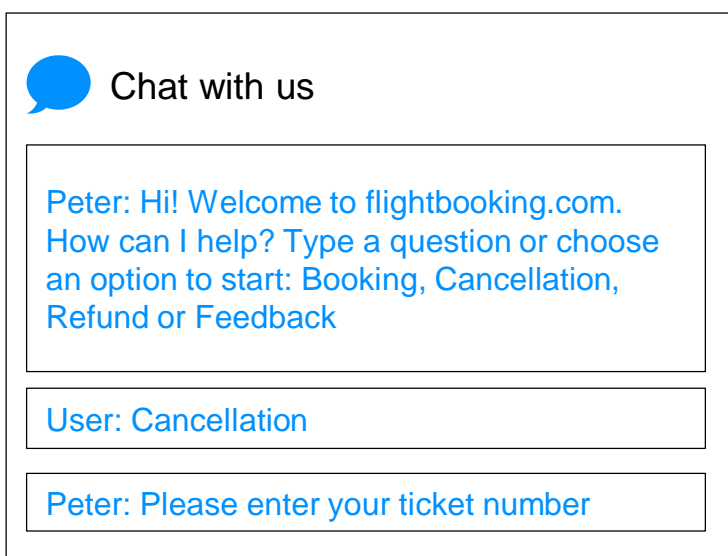 Chat with us
Peter: Hi! Welcome to flightbooking.com.
How can I help? Type a question or choose
an option to start: Booking, Cancellation,
Refund or Feedback
User: Cancellation
Peter: Please enter your ticket number